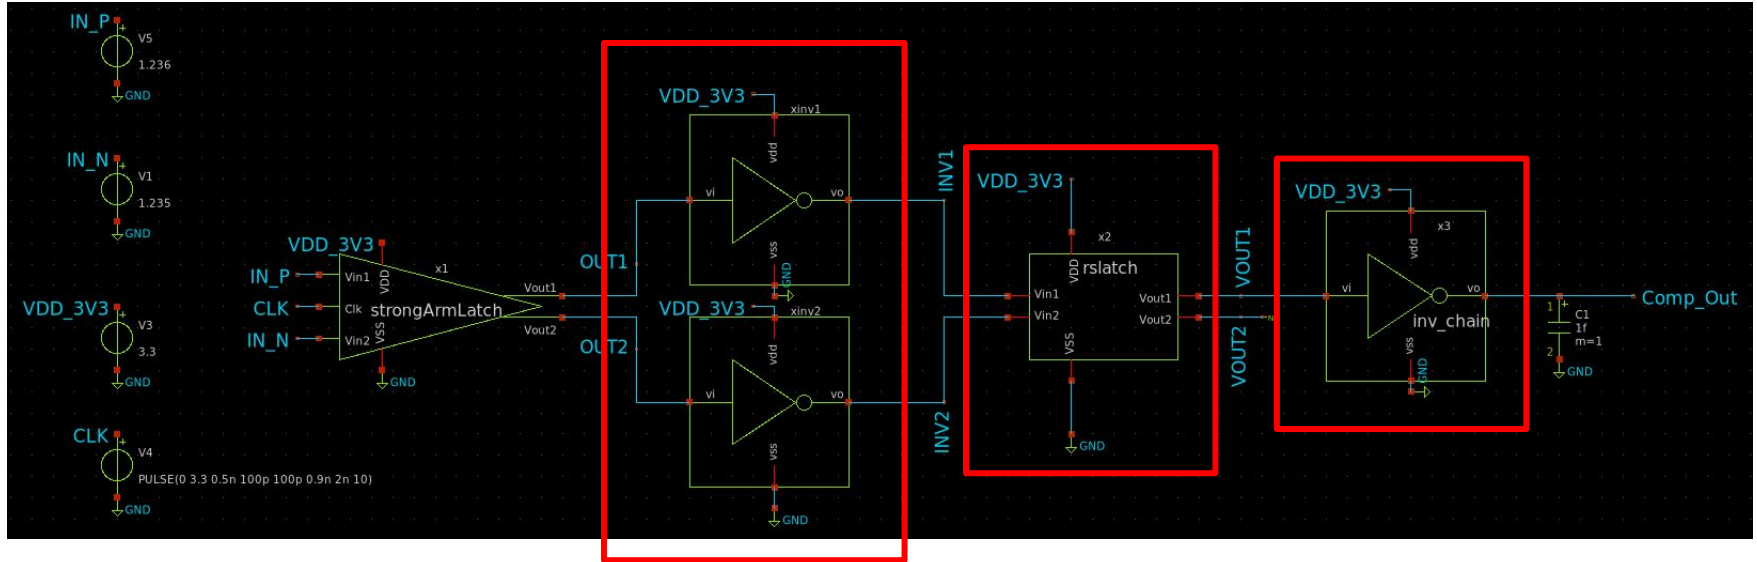 IN_P
V5
1.236
GND
IN_N
V1
1.235
GND
VDD_3V3
V3
3.3
GND
CLK
V4
PULSE(0 3.3 0.5n 100p 100p 0.9n 2n 10)
GND
VDD_3V3
x1
IN_P
Vin1
VDD
CLK
Clk
strongArmLatch
IN_N
Vin2
VSS
GND
Vout1
Vout2
OUT1
OUT2
VDD_3V3
xinv1
vdd
vi
vo
vss
GND
VDD_3V3
xinv2
vdd
vi
vo
vss
GND
INV1
INV2
VDD_3V3
x2
VDD
rslatch
Vin1
Vin2
Vout1
Vout2
VSS
GND
VOUT1
VOUT2
VDD_3V3
x3
vdd
vi
vo
inv_chain
vss
GND
1
C1
1f
m=1
2
GND
Comp_Out